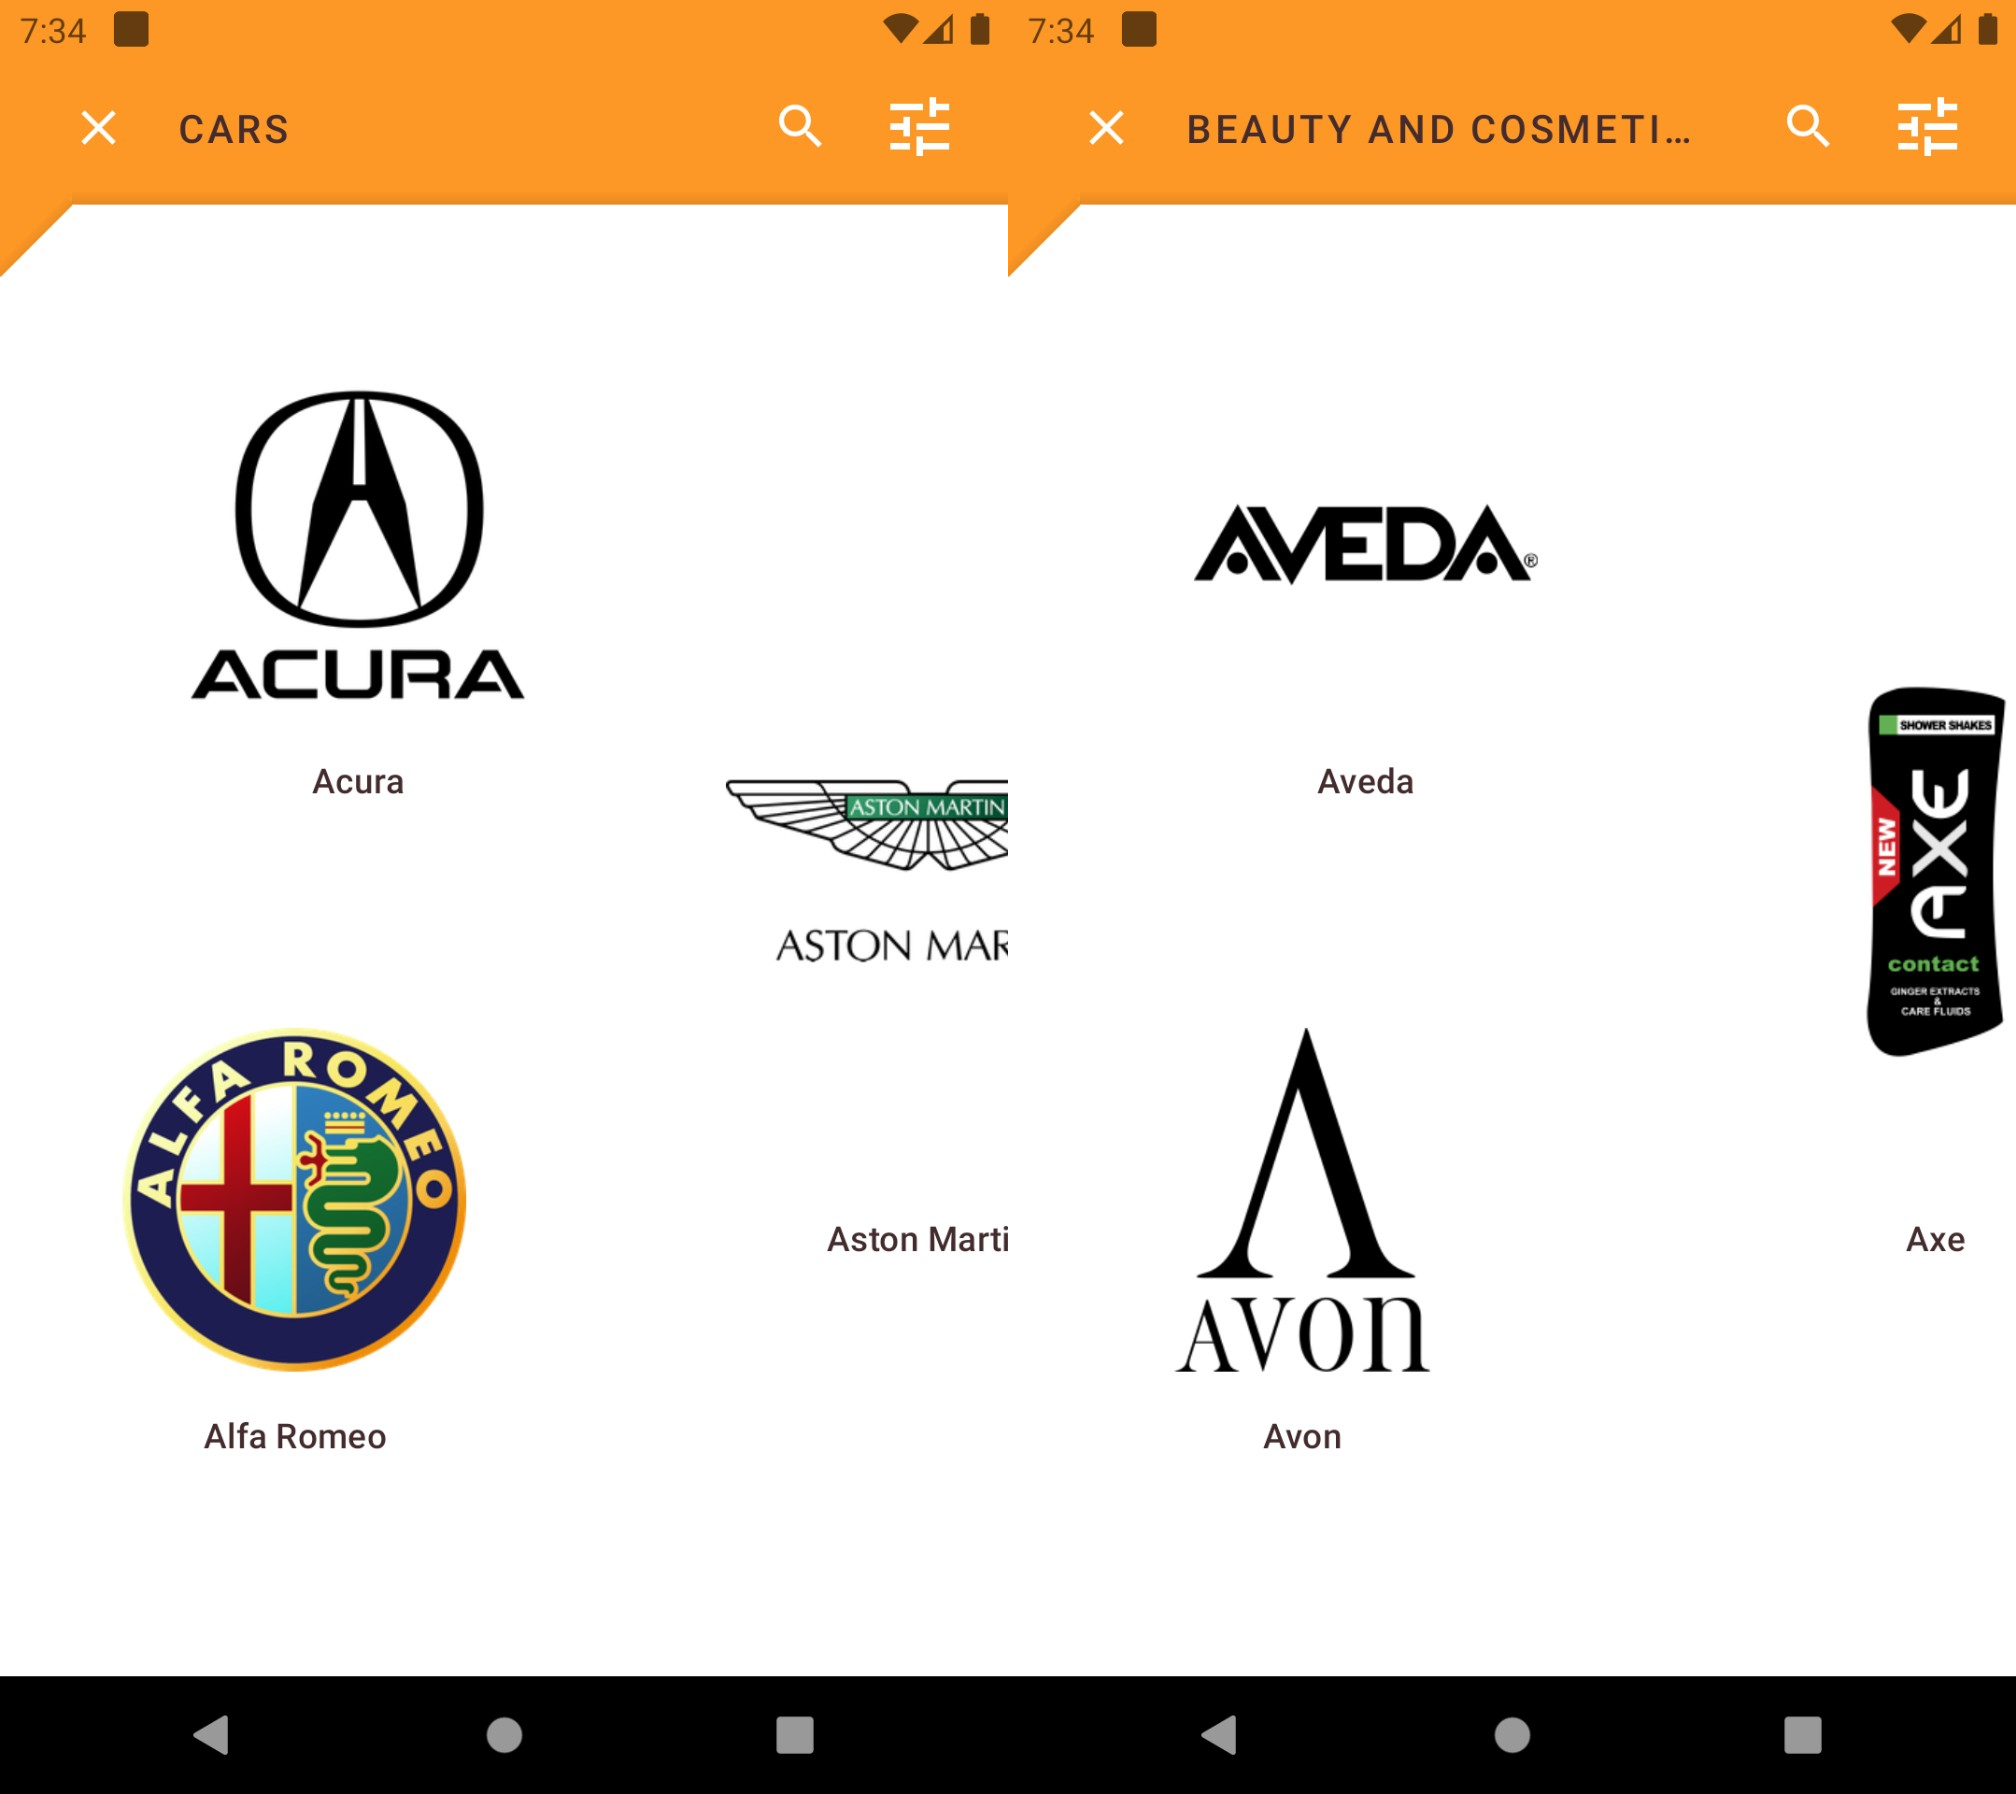 7:34
CARS
ACURA
Acura
ASTON MARTIN
ASTON MAR
ALFA ROMEO
Aston Marti
Alfa Romeo
7:34
BEAUTY AND COSMETI...
AVEDA®
Aveda
SHOWER SHAKES
NEW
AXE
contact
GINGER EXTRACTS
&
CARE FLUIDS
AVON
Axe
Avon